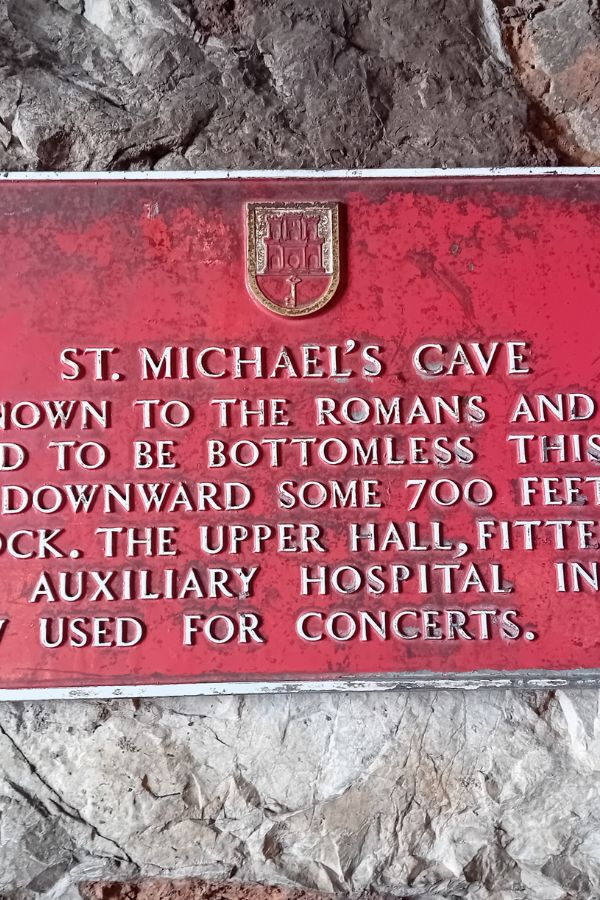 ST. MICHAEL'S CAVE
NOWN TO THE ROMANS AND
D TO BE BOTTOMLESS THIS
DOWNWARD SOME 700 FEET
OCK. THE UPPER HALL, FITTE
AUXILIARY HOSPITAL IN
Y USED FOR CONCERTS.